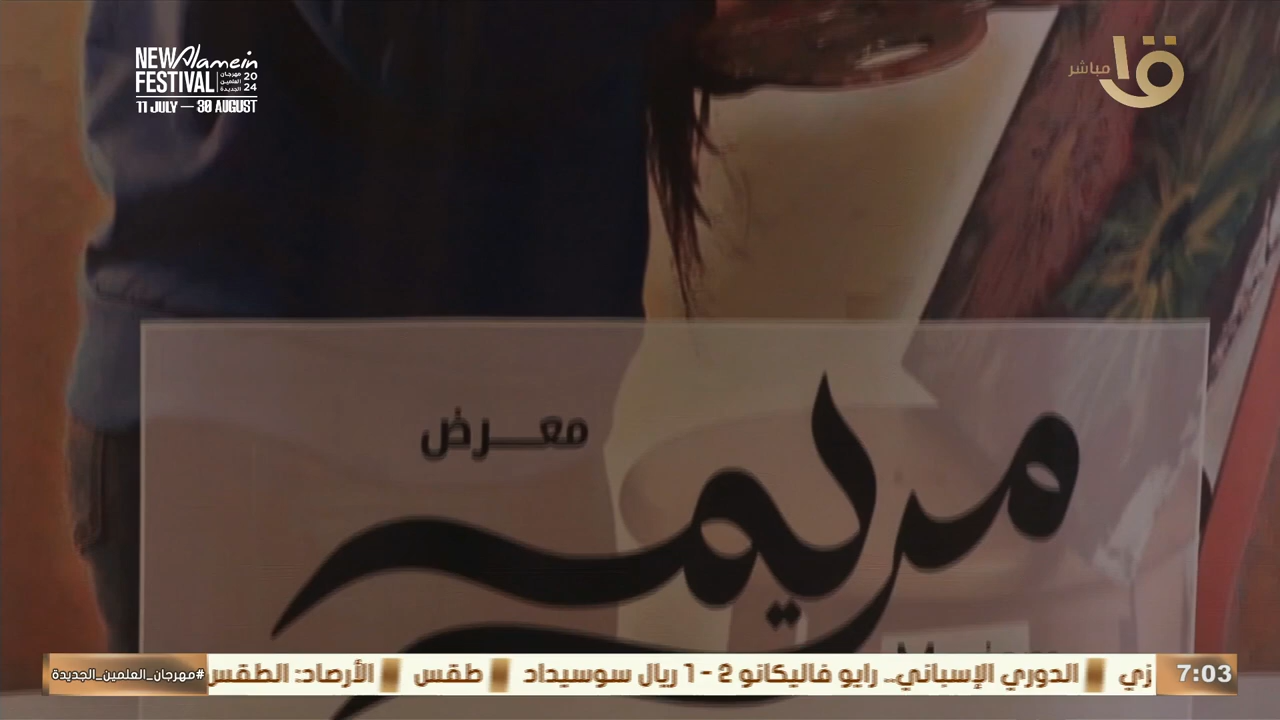 NEW Alamein
FESTIVAL
مهرجان
العلمين
الجديدة
20
24
11 JULY — 30 AUGUST
مباشر
معرض
مريم
7:03
زي
الدوري الإسباني.. رايو فاليكانو 2 - 1 ريال سوسيداد
طقس
الأرصاد: الطقس
#مهرجان_العلمين_الجديدة